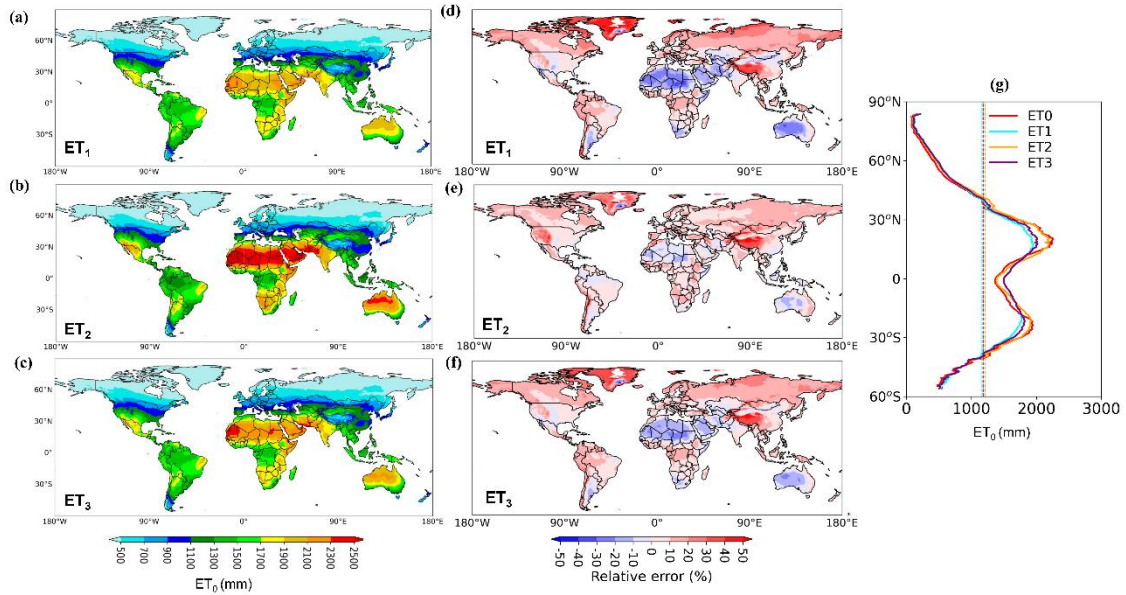 (a)
60°N
30°N
0°
30°S
ET1
180°W 90°W 0° 90°E 180°E
(b)
60°N
30°N
0°
30°S
ET2
180°W 90°W 0° 90°E 180°E
(c)
60°N
30°N
0°
30°S
ET3
180°W 90°W 0° 90°E 180°E
500 700 900 1100 1300 1500 1700 1900 2100 2300 2500
ET0 (mm)
(d)
ET1
180°W 90°W 0° 90°E 180°E
(e)
ET2
180°W 90°W 0° 90°E 180°E
(f)
ET3
180°W 90°W 0° 90°E 180°E
-50 -40 -30 -20 -10 0 10 20 30 40 50
Relative error (%)
(g)
90°N
60°N
30°N
0°
30°S
60°S
ET0
ET1
ET2
ET3
0 1000 2000 3000
ET0 (mm)